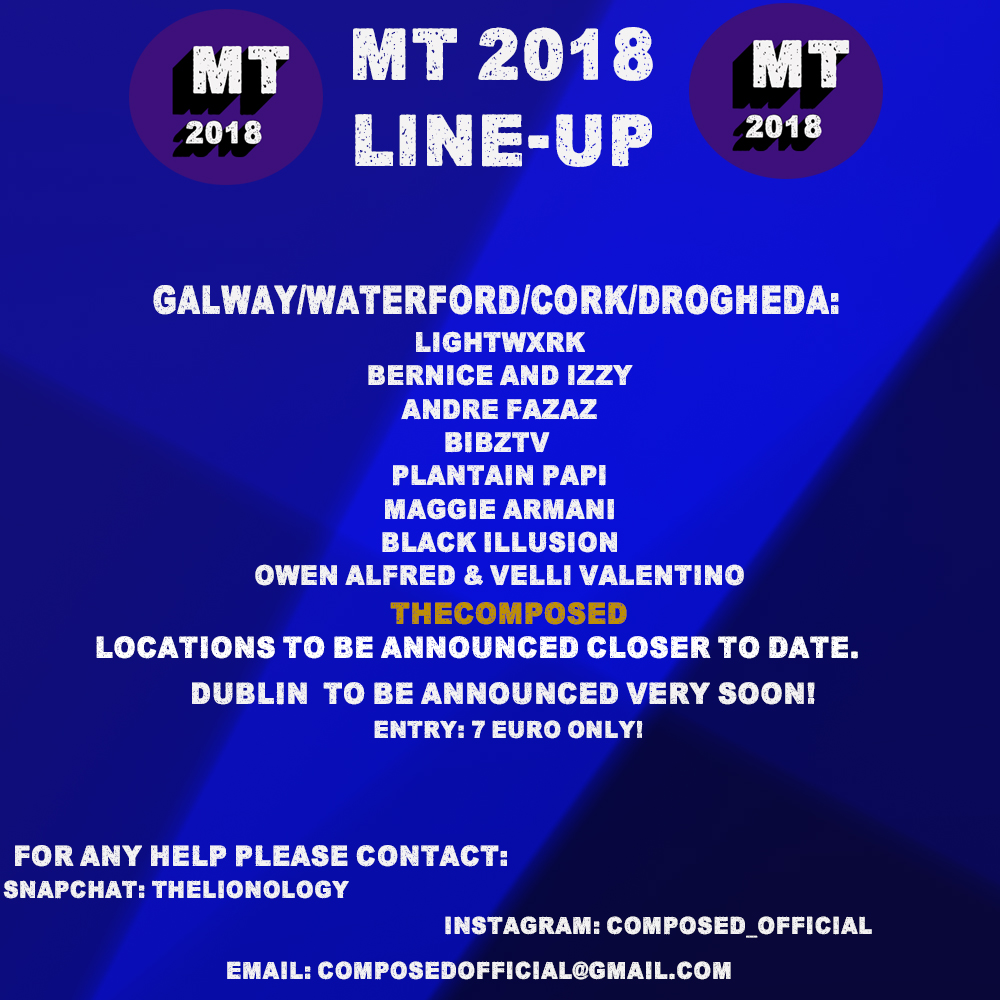 MT
2018
MT 2018
LINE-UP
MT
2018
GALWAY/WATERFORD/CORK/DROGHEDA:
LIGHTWXRK
BERNICE AND IZZY
ANDRE FAZAZ
BIBZTV
PLANTAIN PAPI
MAGGIE ARMANI
BLACK ILLUSION
OWEN ALFRED & VELLI VALENTINO
THECOMPOSED
LOCATIONS TO BE ANNOUNCED CLOSER TO DATE.
DUBLIN TO BE ANNOUNCED VERY SOON!
ENTRY: 7 EURO ONLY!
FOR ANY HELP PLEASE CONTACT:
SNAPCHAT: THELIONOLOGY
INSTAGRAM: COMPOSED_OFFICIAL
EMAIL: COMPOSEDOFFICIAL@GMAIL.COM